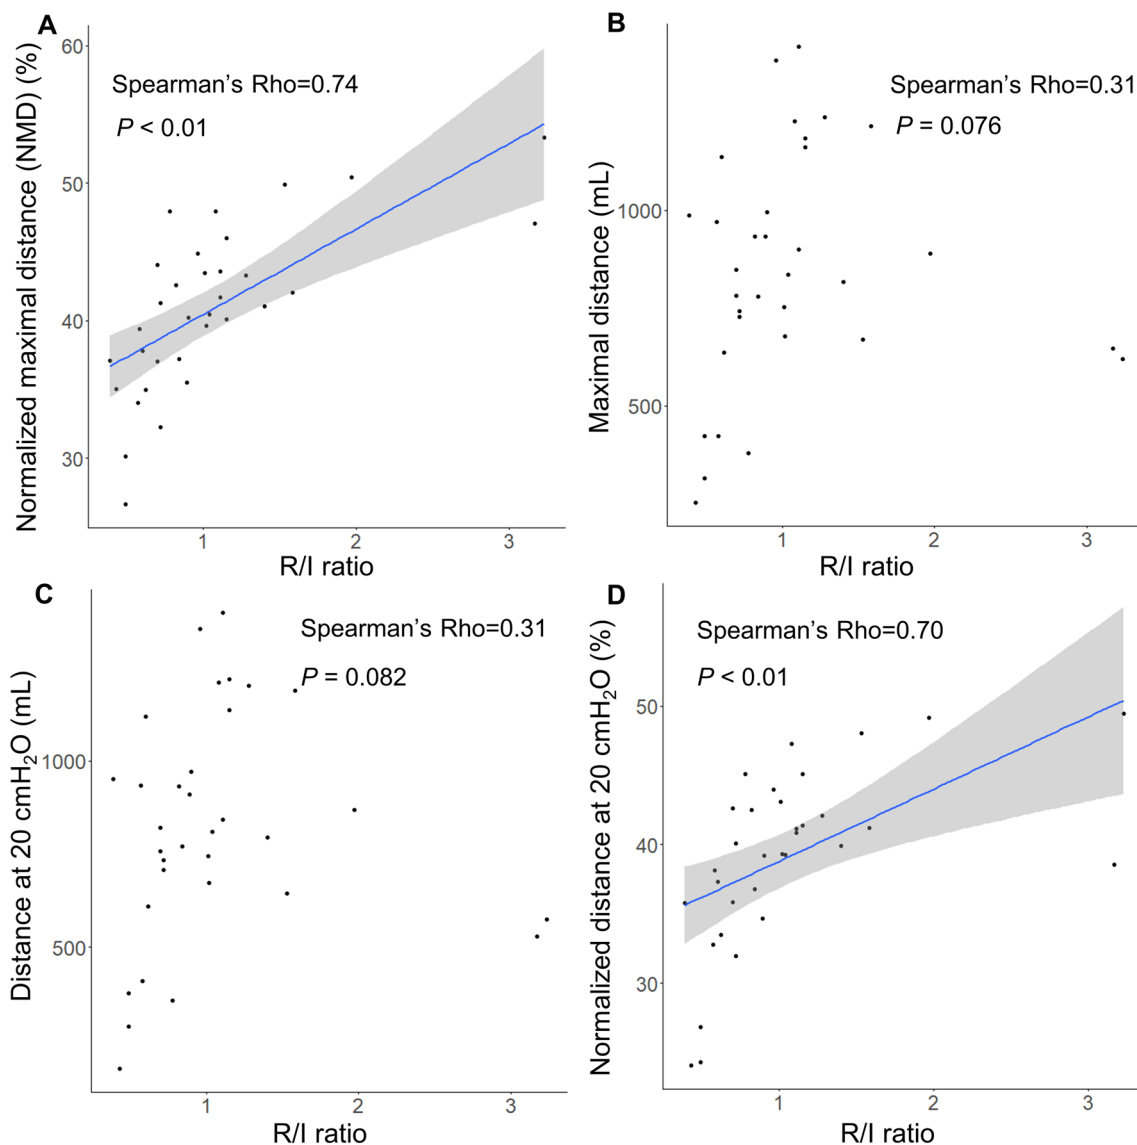 A
Normalized maximal distance (NMD) (%)
60
50
40
30
Spearman's Rho=0.74
P < 0.01
1
2
3
R/I ratio
B
Maximal distance (mL)
1000
500
Spearman's Rho=0.31
P = 0.076
1
2
3
R/I ratio
C
Distance at 20 cmH₂O (mL)
1000
500
Spearman's Rho=0.31
P = 0.082
1
2
3
R/I ratio
D
Normalized distance at 20 cmH₂O (%)
50
40
30
Spearman's Rho=0.70
P < 0.01
1
2
3
R/I ratio